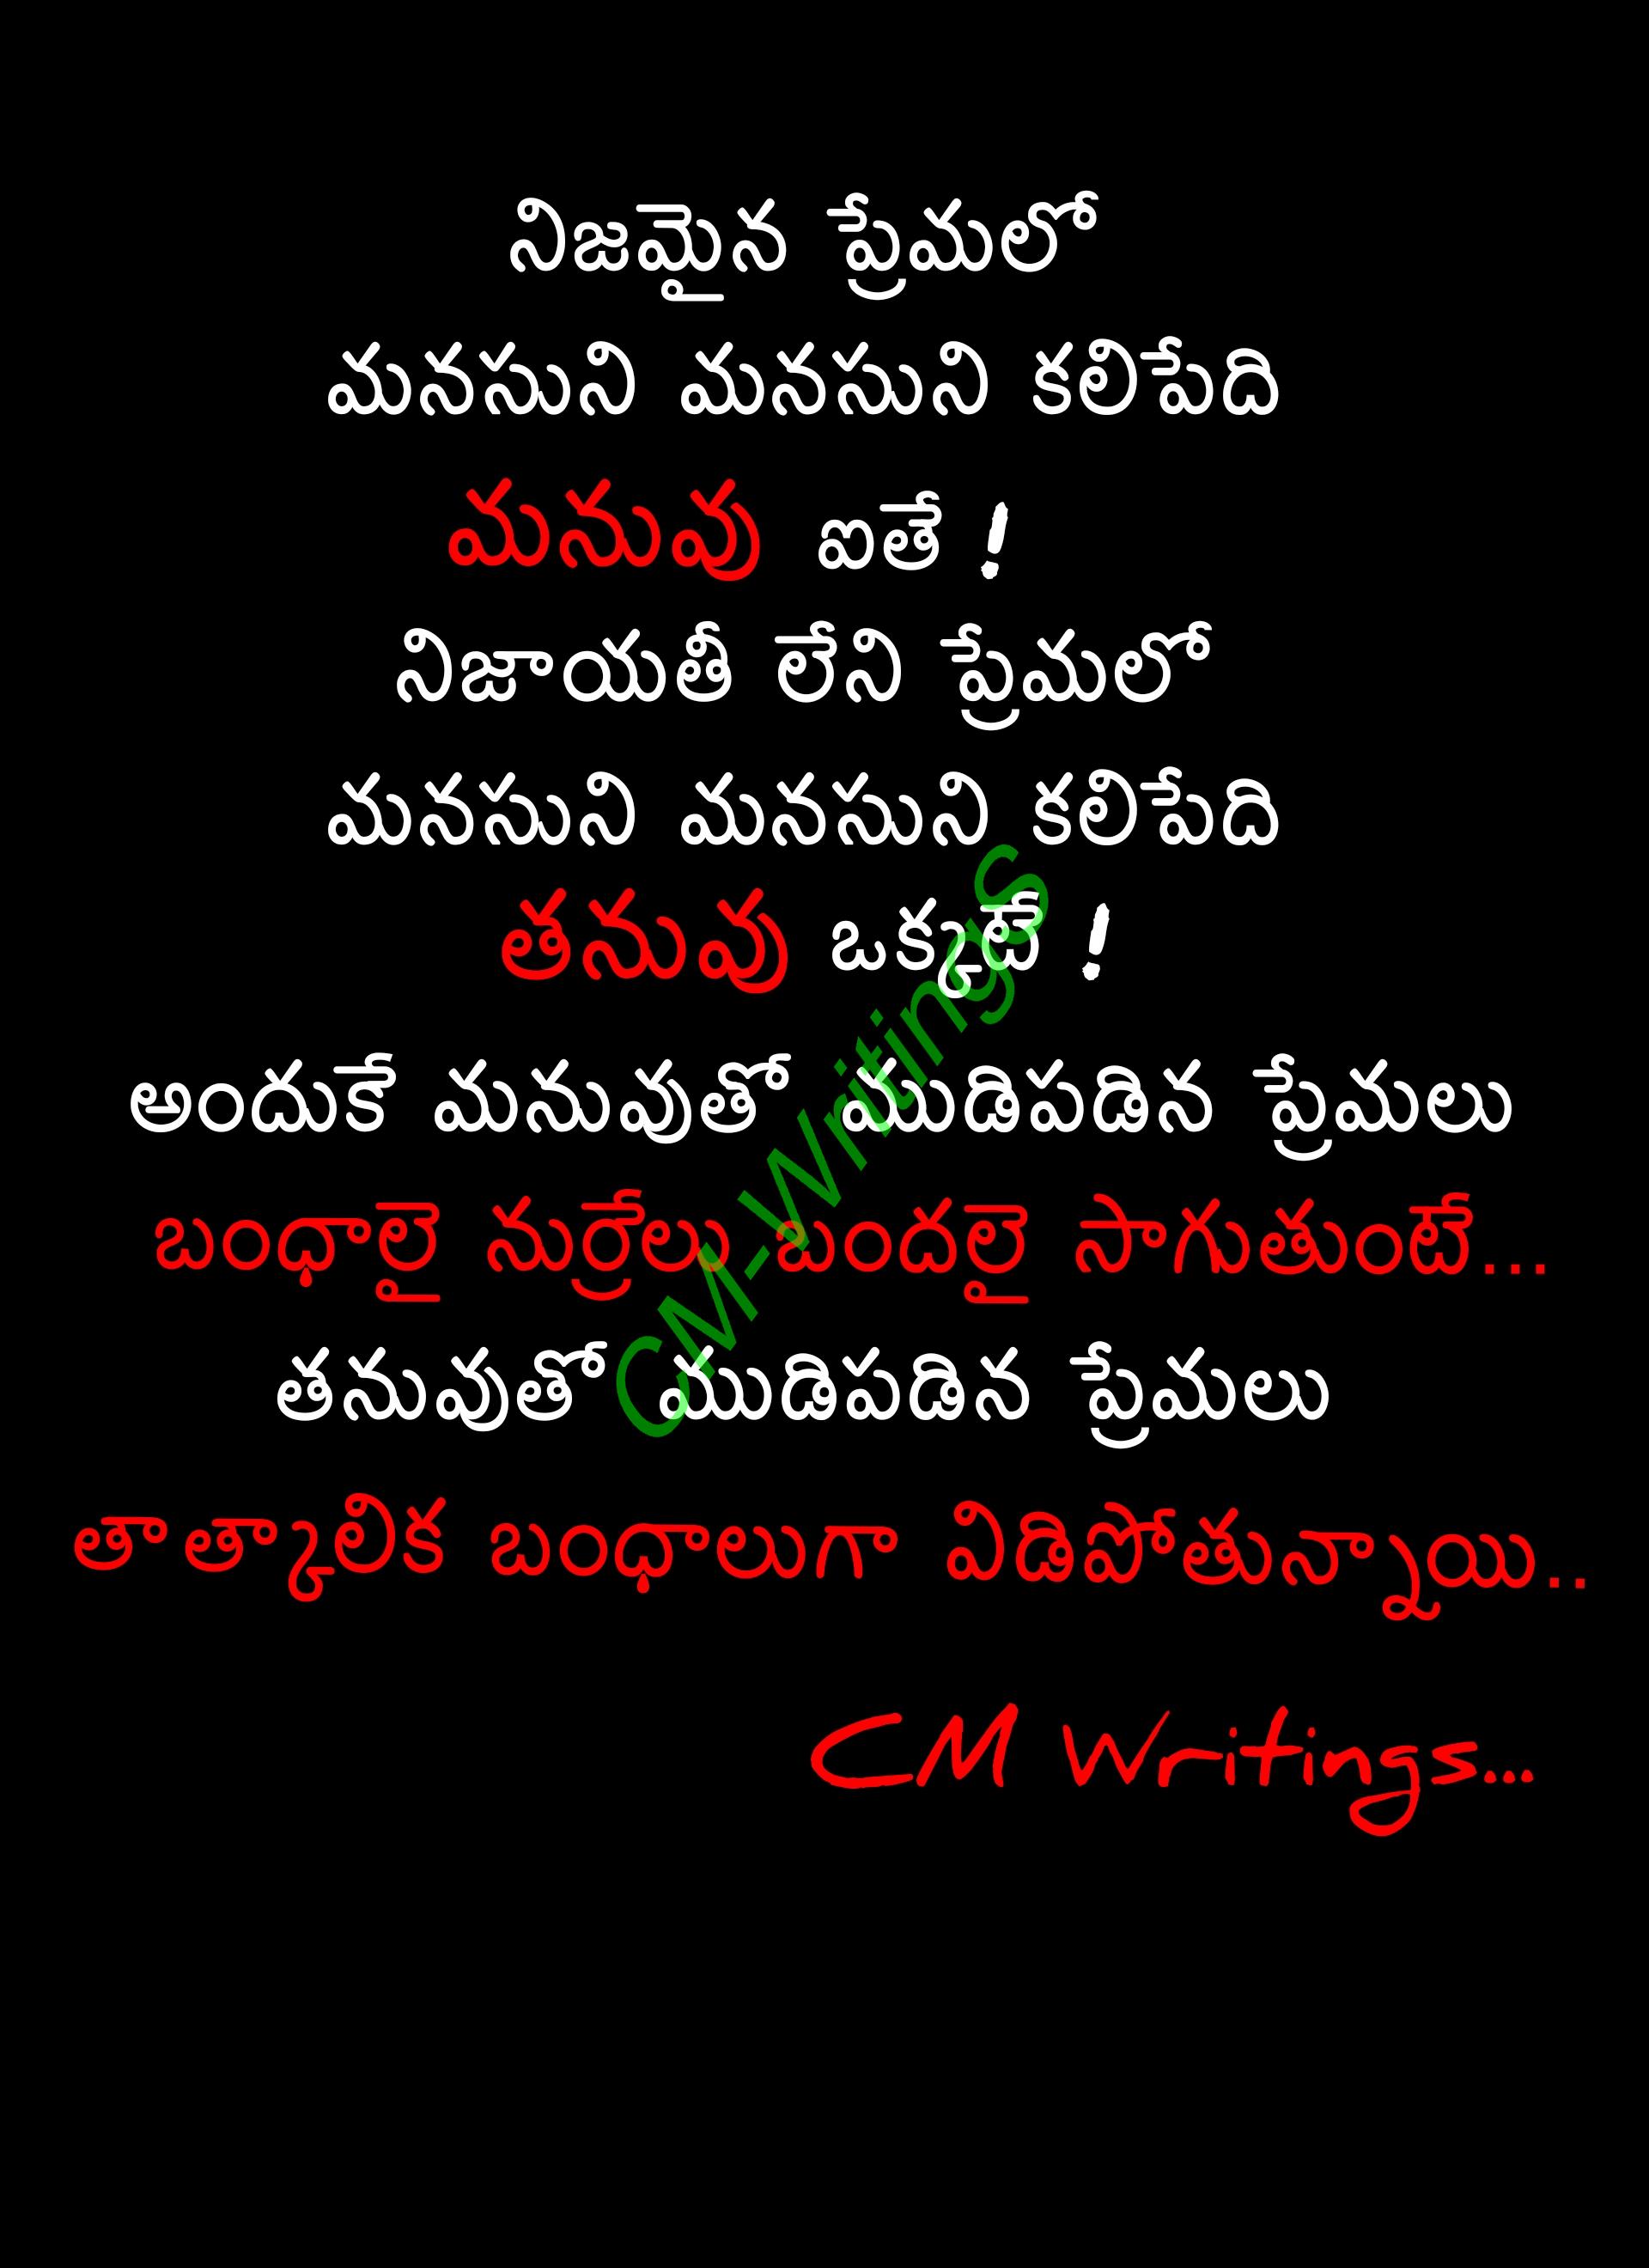 నిజమైన ప్రేమలో
మనసుని మనసుని కలిపేది
మనువు ఐతే !
నిజాయతీ లేని ప్రేమలో
మనసుని మనసుని కలిపేది
తనువు ఒక్కటే !
అందుకే మనువుతో ముడిపడిన ప్రేమలు
బంధాలై నుర్రేలు పందలై సాగుతుంటే...
తనువుతో ముడిపడిన ప్రేమలు
తాత్కాలిక బంధాలుగా విడిపోతున్నాయి..
CM Writings...
CM-Writings